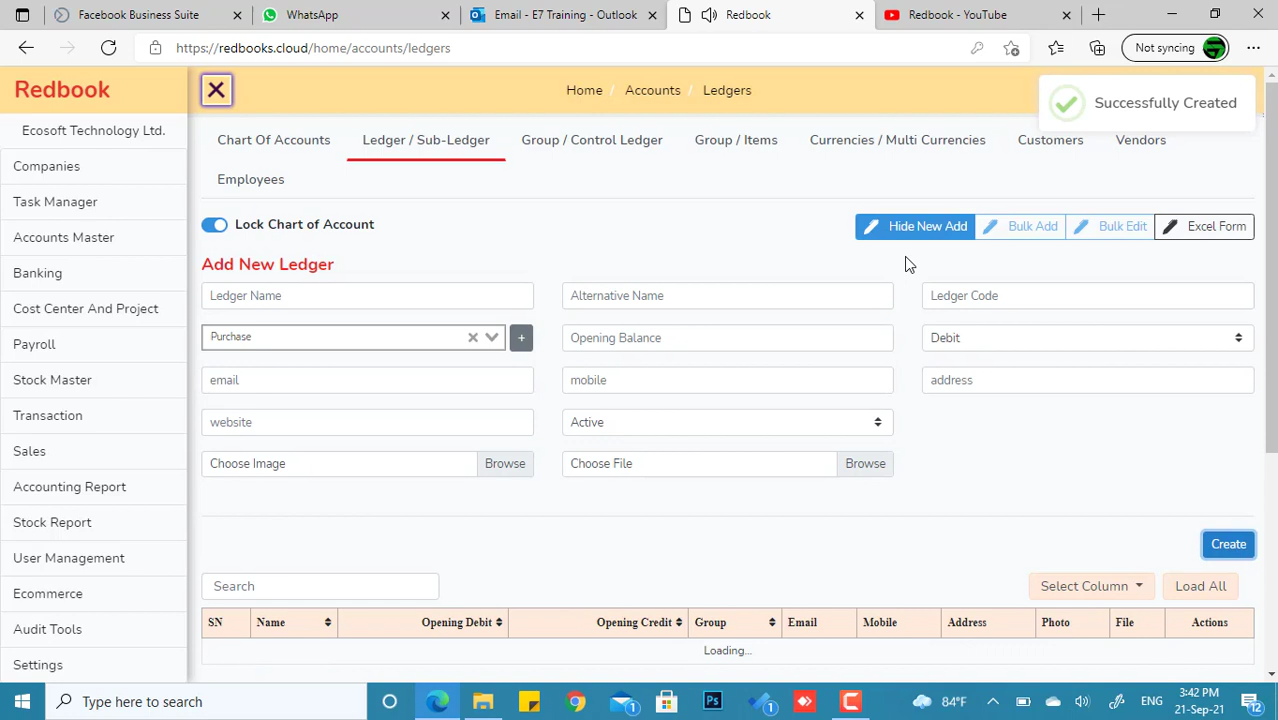 Facebook Business Suite
WhatsApp
Email - E7 Training - Outlook
Redbook
Redbook - YouTube
https://redbooks.cloud/home/accounts/ledgers
Not syncing
Redbook
Home / Accounts / Ledgers
Successfully Created
Ecosoft Technology Ltd.
Companies
Task Manager
Accounts Master
Banking
Cost Center And Project
Payroll
Stock Master
Transaction
Sales
Accounting Report
Stock Report
User Management
Ecommerce
Audit Tools
Settings
Chart Of Accounts
Ledger / Sub-Ledger
Group / Control Ledger
Group / Items
Currencies / Multi Currencies
Customers
Vendors
Employees
Lock Chart of Account
Hide New Add
Bulk Add
Bulk Edit
Excel Form
Add New Ledger
Ledger Name
Alternative Name
Ledger Code
Purchase
+
Opening Balance
Debit
email
mobile
address
website
Active
Choose Image
Browse
Choose File
Browse
Create
Search
Select Column
Load All
SN Name Opening Debit Opening Credit Group Email Mobile Address Photo File Actions
Loading...
Type here to search
1
Ps
1
84°F
ENG
3:42 PM
21-Sep-21
12